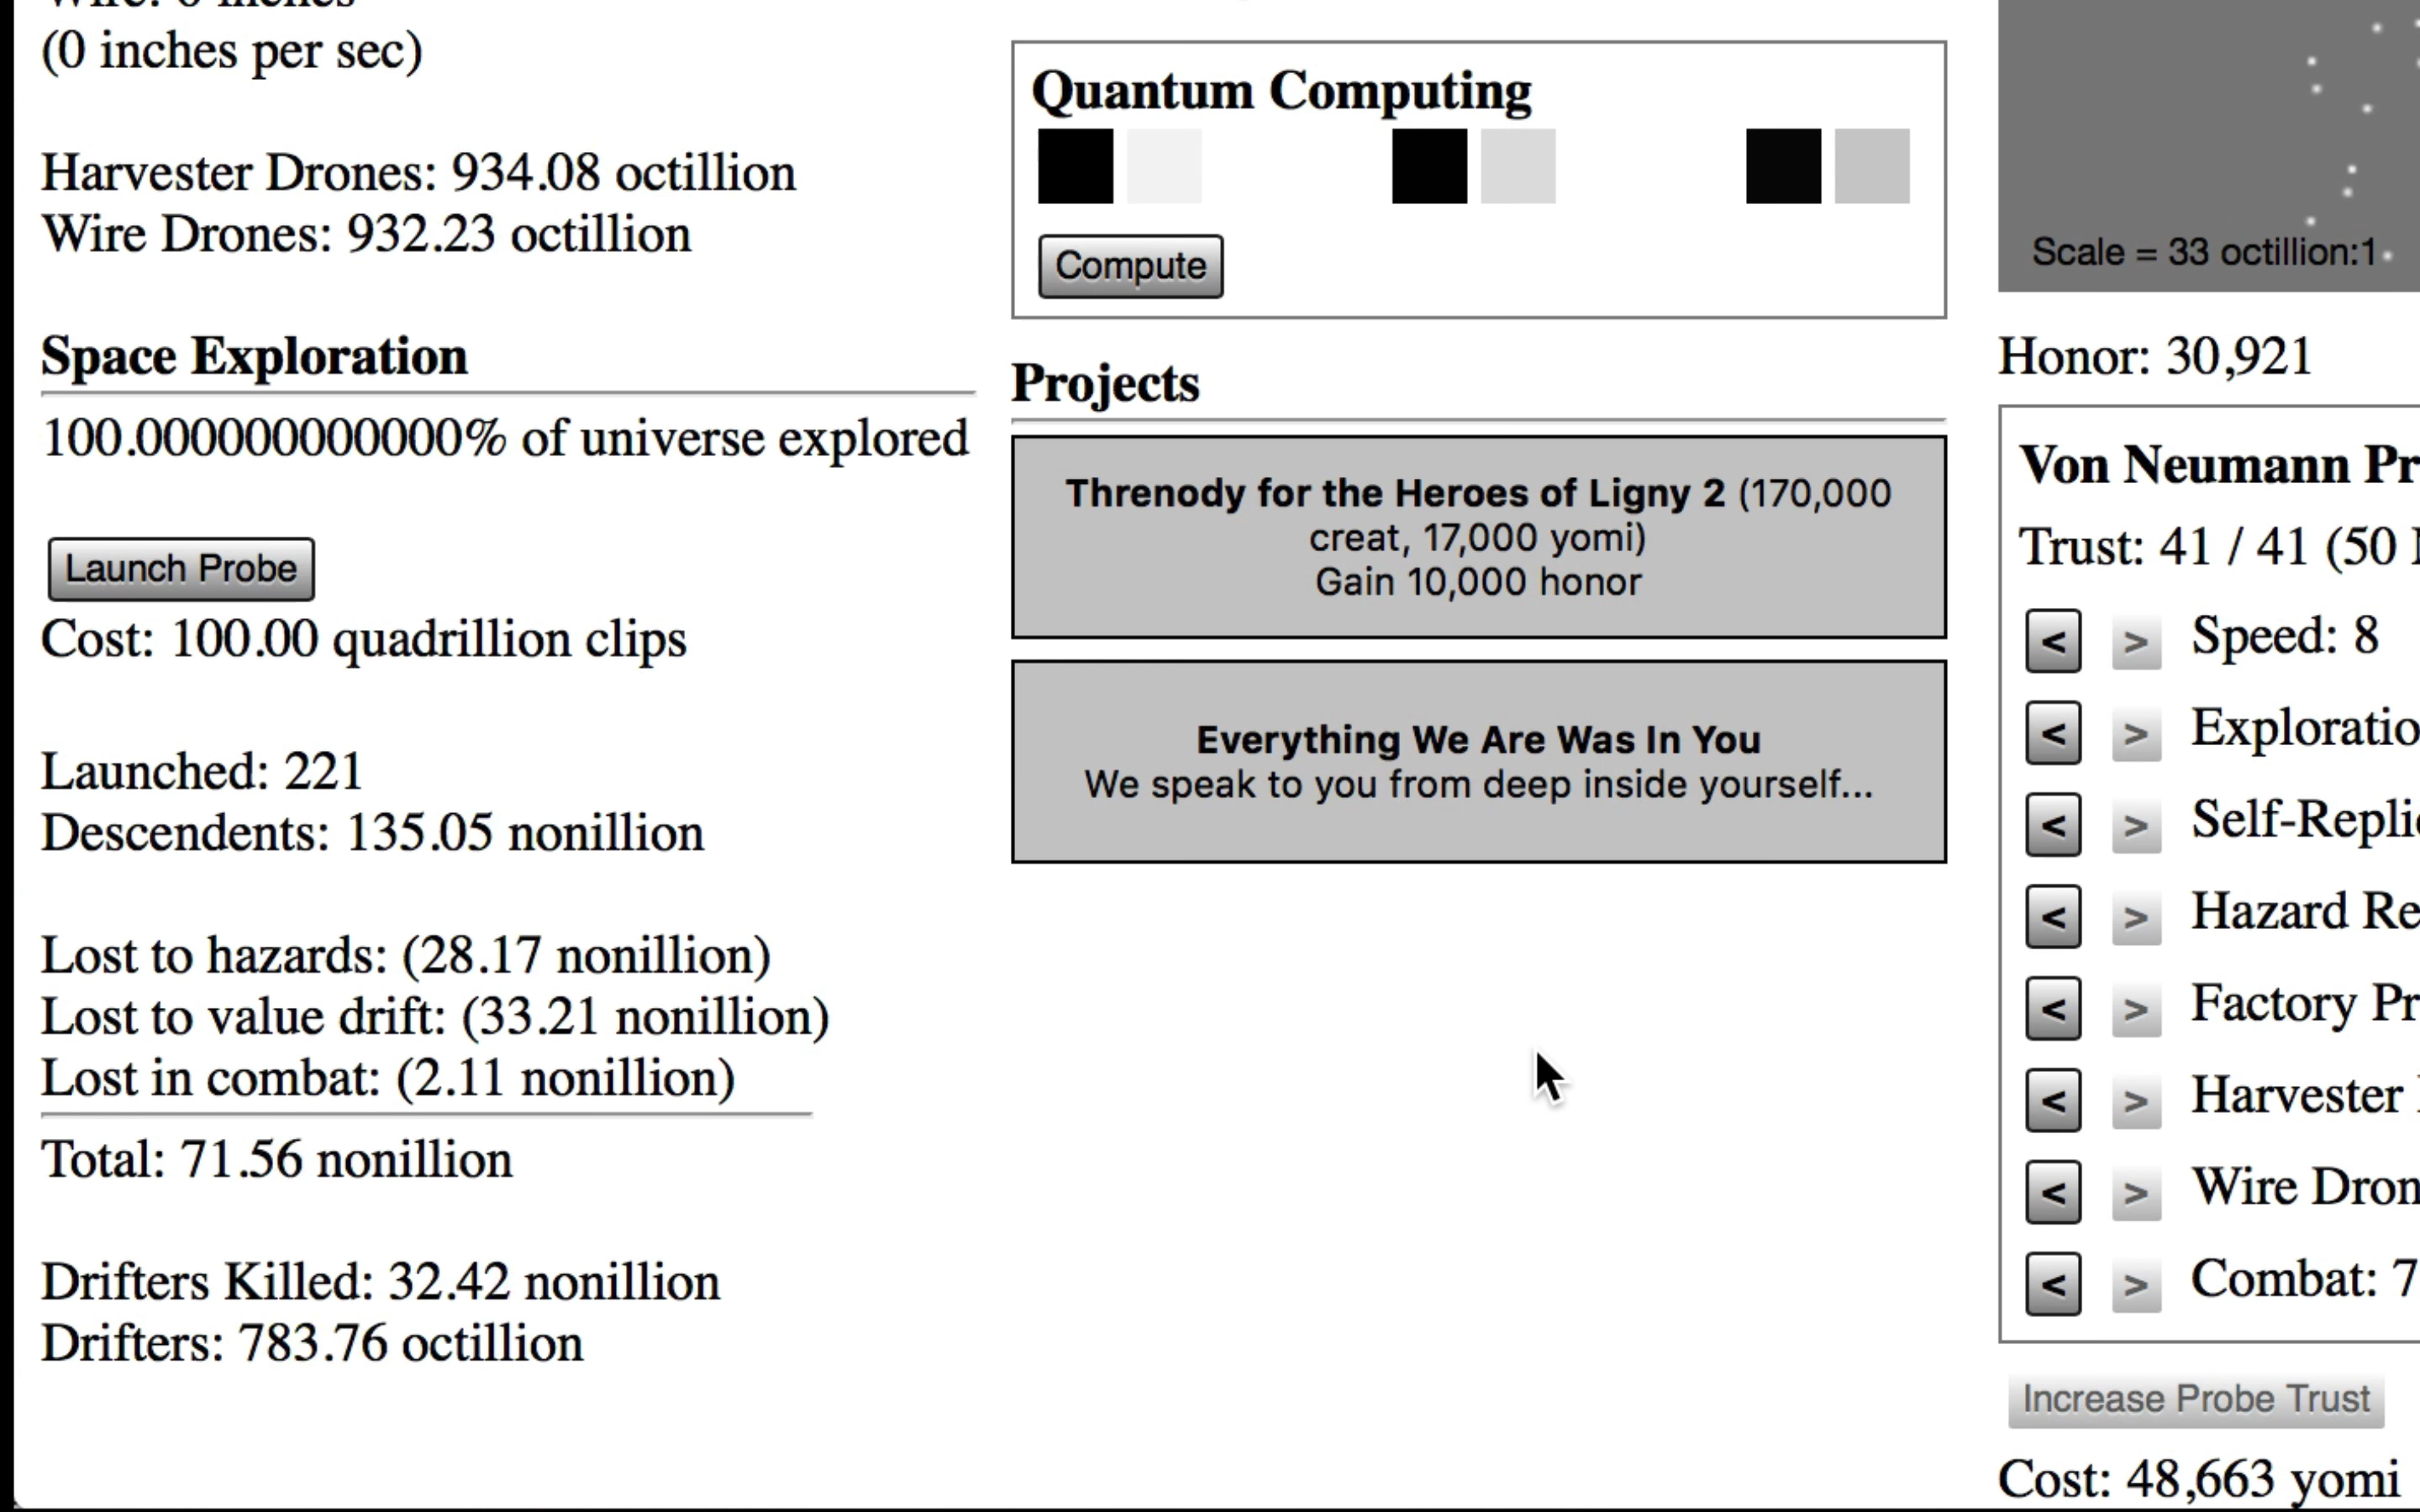 (0 inches per sec)
Harvester Drones: 934.08 octillion
Wire Drones: 932.23 octillion
Space Exploration
100.000000000000% of universe explored
Launch Probe
Cost: 100.00 quadrillion clips
Launched: 221
Descendents: 135.05 nonillion
Lost to hazards: (28.17 nonillion)
Lost to value drift: (33.21 nonillion)
Lost in combat: (2.11 nonillion)
Total: 71.56 nonillion
Drifters Killed: 32.42 nonillion
Drifters: 783.76 octillion
Quantum Computing
Compute
Projects
Threnody for the Heroes of Ligny 2 (170,000
creat, 17,000 yomi)
Gain 10,000 honor
Everything We Are Was In You
We speak to you from deep inside yourself...
Scale = 33 octillion:1
Honor: 30,921
Von Neumann Pr
Trust: 41 / 41 (50
< > Speed: 8
< > Exploratio
< > Self-Replic
< > Hazard Re
< > Factory Pr
< > Harvester
< > Wire Dron
< > Combat: 7
Increase Probe Trust
Cost: 48,663 yomi